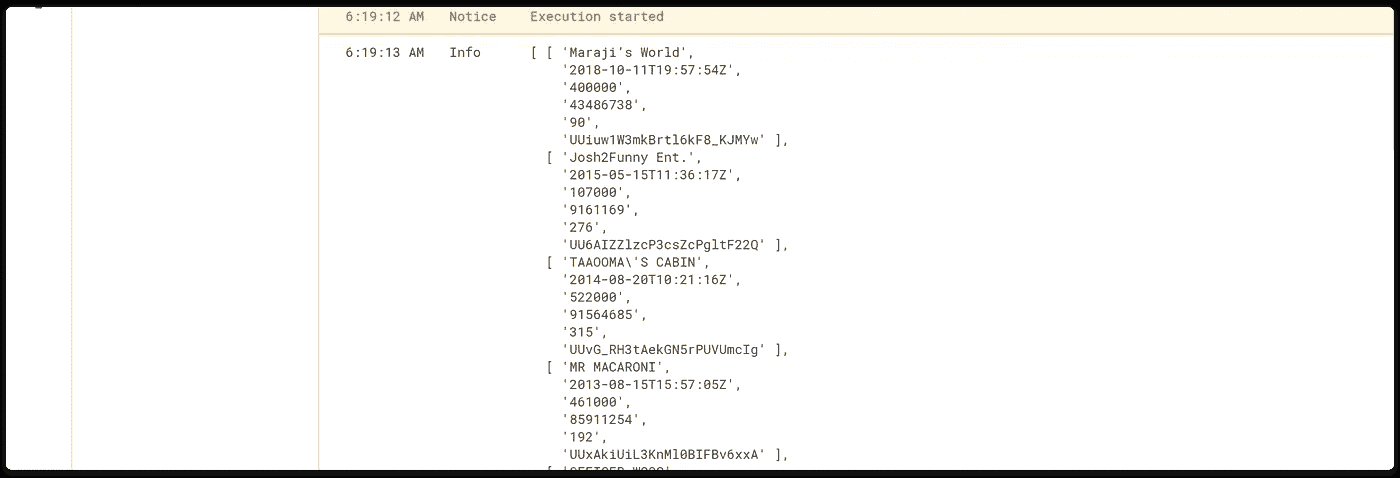 6:19:12 AM Notice Execution started
6:19:13 AM Info [ [ 'Maraji's World',
'2018-10-11T19:57:54Z',
'400000',
'43486738',
'90',
'UUiuw1W3mkBrtl6kF8_KJMYw' ],
[ 'Josh2Funny Ent.',
'2015-05-15T11:36:17Z',
'107000',
'9161169',
'276',
'UU6AIZZlzcP3csZcPgltF22Q' ],
[ 'TAAOOMA\'S CABIN',
'2014-08-20T10:21:16Z',
'522000',
'91564685',
'315',
'UUvG_RH3tAekGN5rPUVUmcIg' ],
[ 'MR MACARONI',
'2013-08-15T15:57:05Z',
'461000',
'85911254',
'192',
'UUxAkiUiL3KnMl0BIFBv6xxA' ],